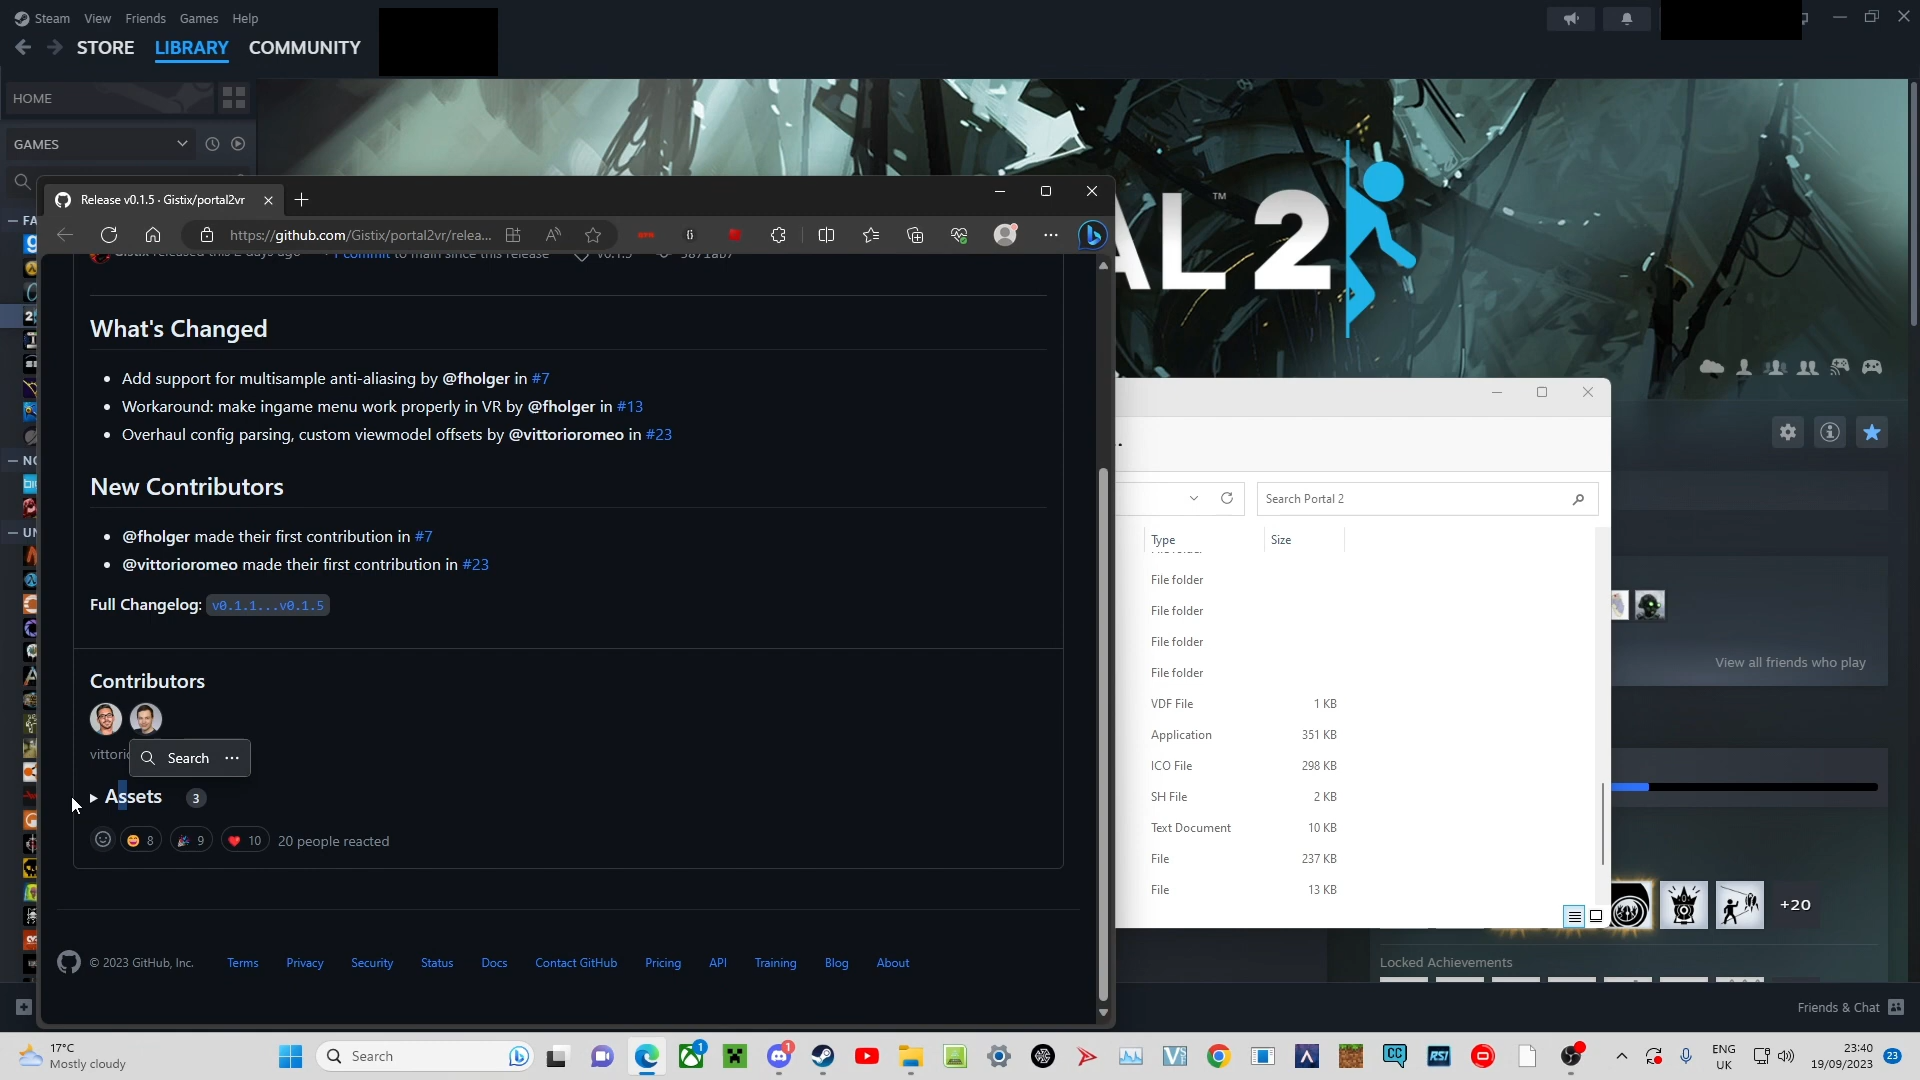 Steam View Friends Games Help
STORE LIBRARY COMMUNITY
HOME
GAMES
Release v0.1.5 · Gistix/portal2vr
https://github.com/Gistix/portal2vr/relea...
AL 2
™
What's Changed
Add support for multisample anti-aliasing by @fholger in #7
Workaround: make ingame menu work properly in VR by @fholger in #13
Overhaul config parsing, custom viewmodel offsets by @vittorioromeo in #23
New Contributors
@fholger made their first contribution in #7
@vittorioromeo made their first contribution in #23
Full Changelog: v0.1.1...v0.1.5
Contributors
Search ...
Assets 3
8 9 10 20 people reacted
© 2023 GitHub, Inc. Terms Privacy Security Status Docs Contact GitHub Pricing API Training Blog About
Search Portal 2
Type Size
File folder
File folder
File folder
File folder
VDF File 1 KB
Application 351 KB
ICO File 298 KB
SH File 2 KB
Text Document 10 KB
File 237 KB
File 13 KB
View all friends who play
+20
Locked Achievements
Friends & Chat
17°C
Mostly cloudy
Search
1
1
CC
RSI
ENG
UK
23:40
19/09/2023
23